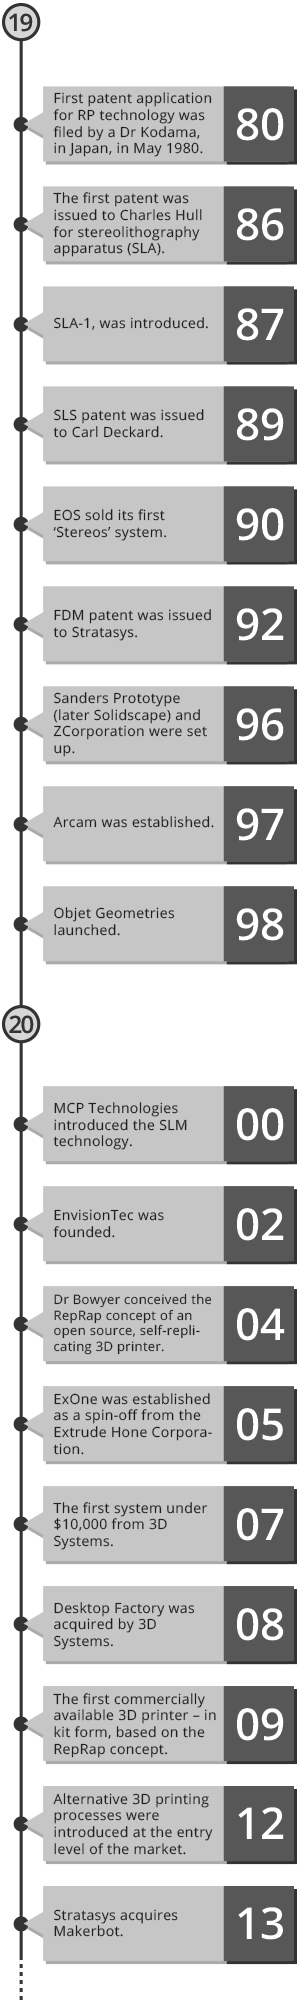 19
First patent application
for RP technology was
filed by a Dr Kodama,
in Japan, in May 1980.
80
The first patent was
issued to Charles Hull
for stereolithography
apparatus (SLA).
86
SLA-1, was introduced.
87
SLS patent was issued
to Carl Deckard.
89
EOS sold its first
‘Stereos’ system.
90
FDM patent was issued
to Stratasys.
92
Sanders Prototype
(later Solidscape) and
ZCorporation were set
up.
96
Arcam was established.
97
Objet Geometries
launched.
98
20
MCP Technologies
introduced the SLM
technology.
00
EnvisionTec was
founded.
02
Dr Bowyer conceived the
RepRap concept of an
open source, self-repli-
cating 3D printer.
04
ExOne was established
as a spin-off from the
Extrude Hone Corpora-
tion.
05
The first system under
$10,000 from 3D
Systems.
07
Desktop Factory was
acquired by 3D
Systems.
08
The first commercially
available 3D printer – in
kit form, based on the
RepRap concept.
09
Alternative 3D printing
processes were
introduced at the entry
level of the market.
12
Stratasys acquires
Makerbot.
13